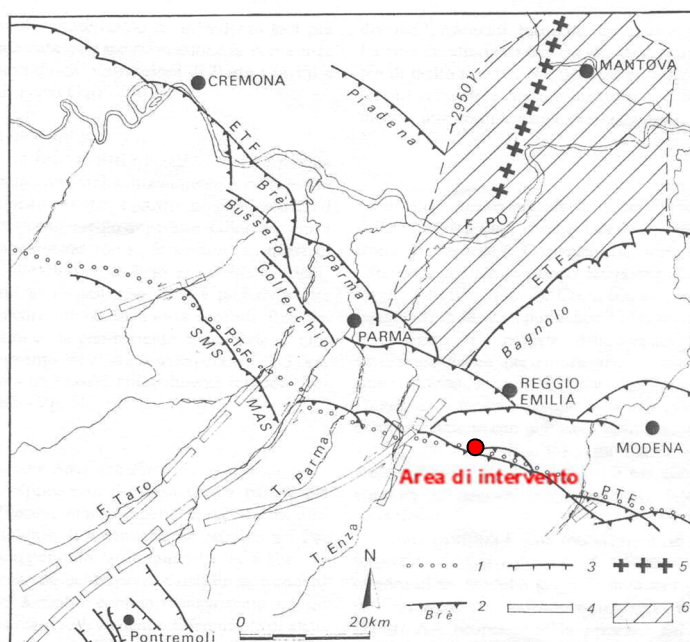 CREMONA
MANTOVA
Piadena
2950γ
ETF
Brè
Busseto
Collecchio
Parma
F. PO
ETF
Bagnolo
PARMA
PTF
SMS
MAS
REGGIO
EMILIA
MODENA
Area di intervento
PTF
F. Taro
T. Parma
T. Enza
N
Pontremoli
0 20km
1 3 5
2 Brè 4 6